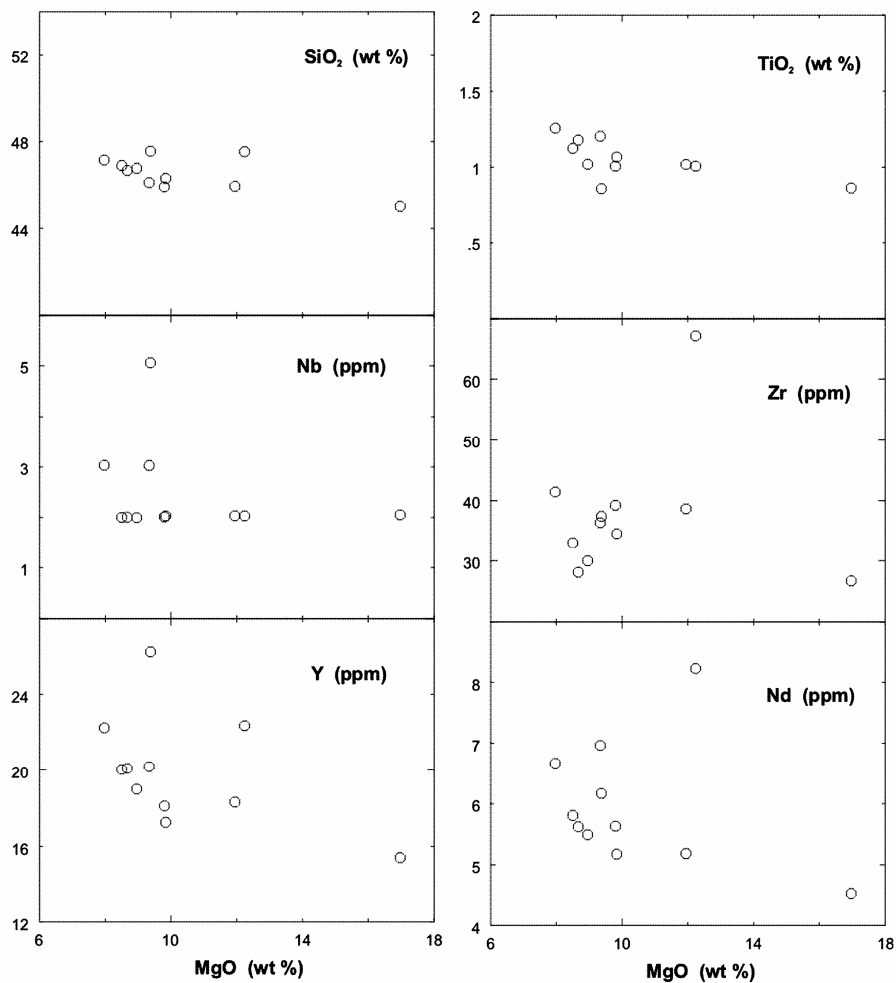 52
SiO₂ (wt %)
48
44
2
TiO₂ (wt %)
1.5
1
.5
5
Nb (ppm)
3
1
60
Zr (ppm)
50
40
30
24
Y (ppm)
20
16
12
6 10 14 18
MgO (wt %)
8
Nd (ppm)
7
6
5
4
6 10 14 18
MgO (wt %)